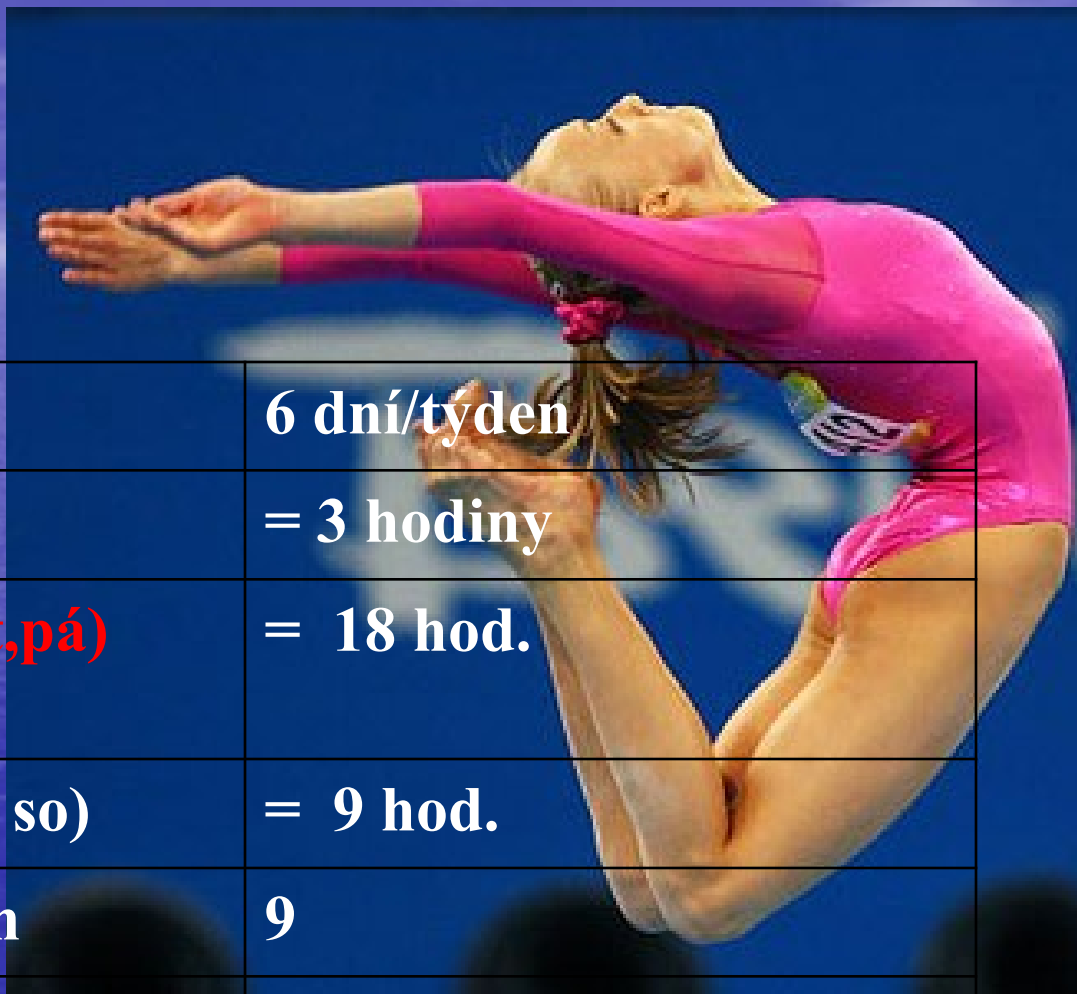 6 dní/týden
= 3 hodiny
,pá) = 18 hod.
so) = 9 hod.
9